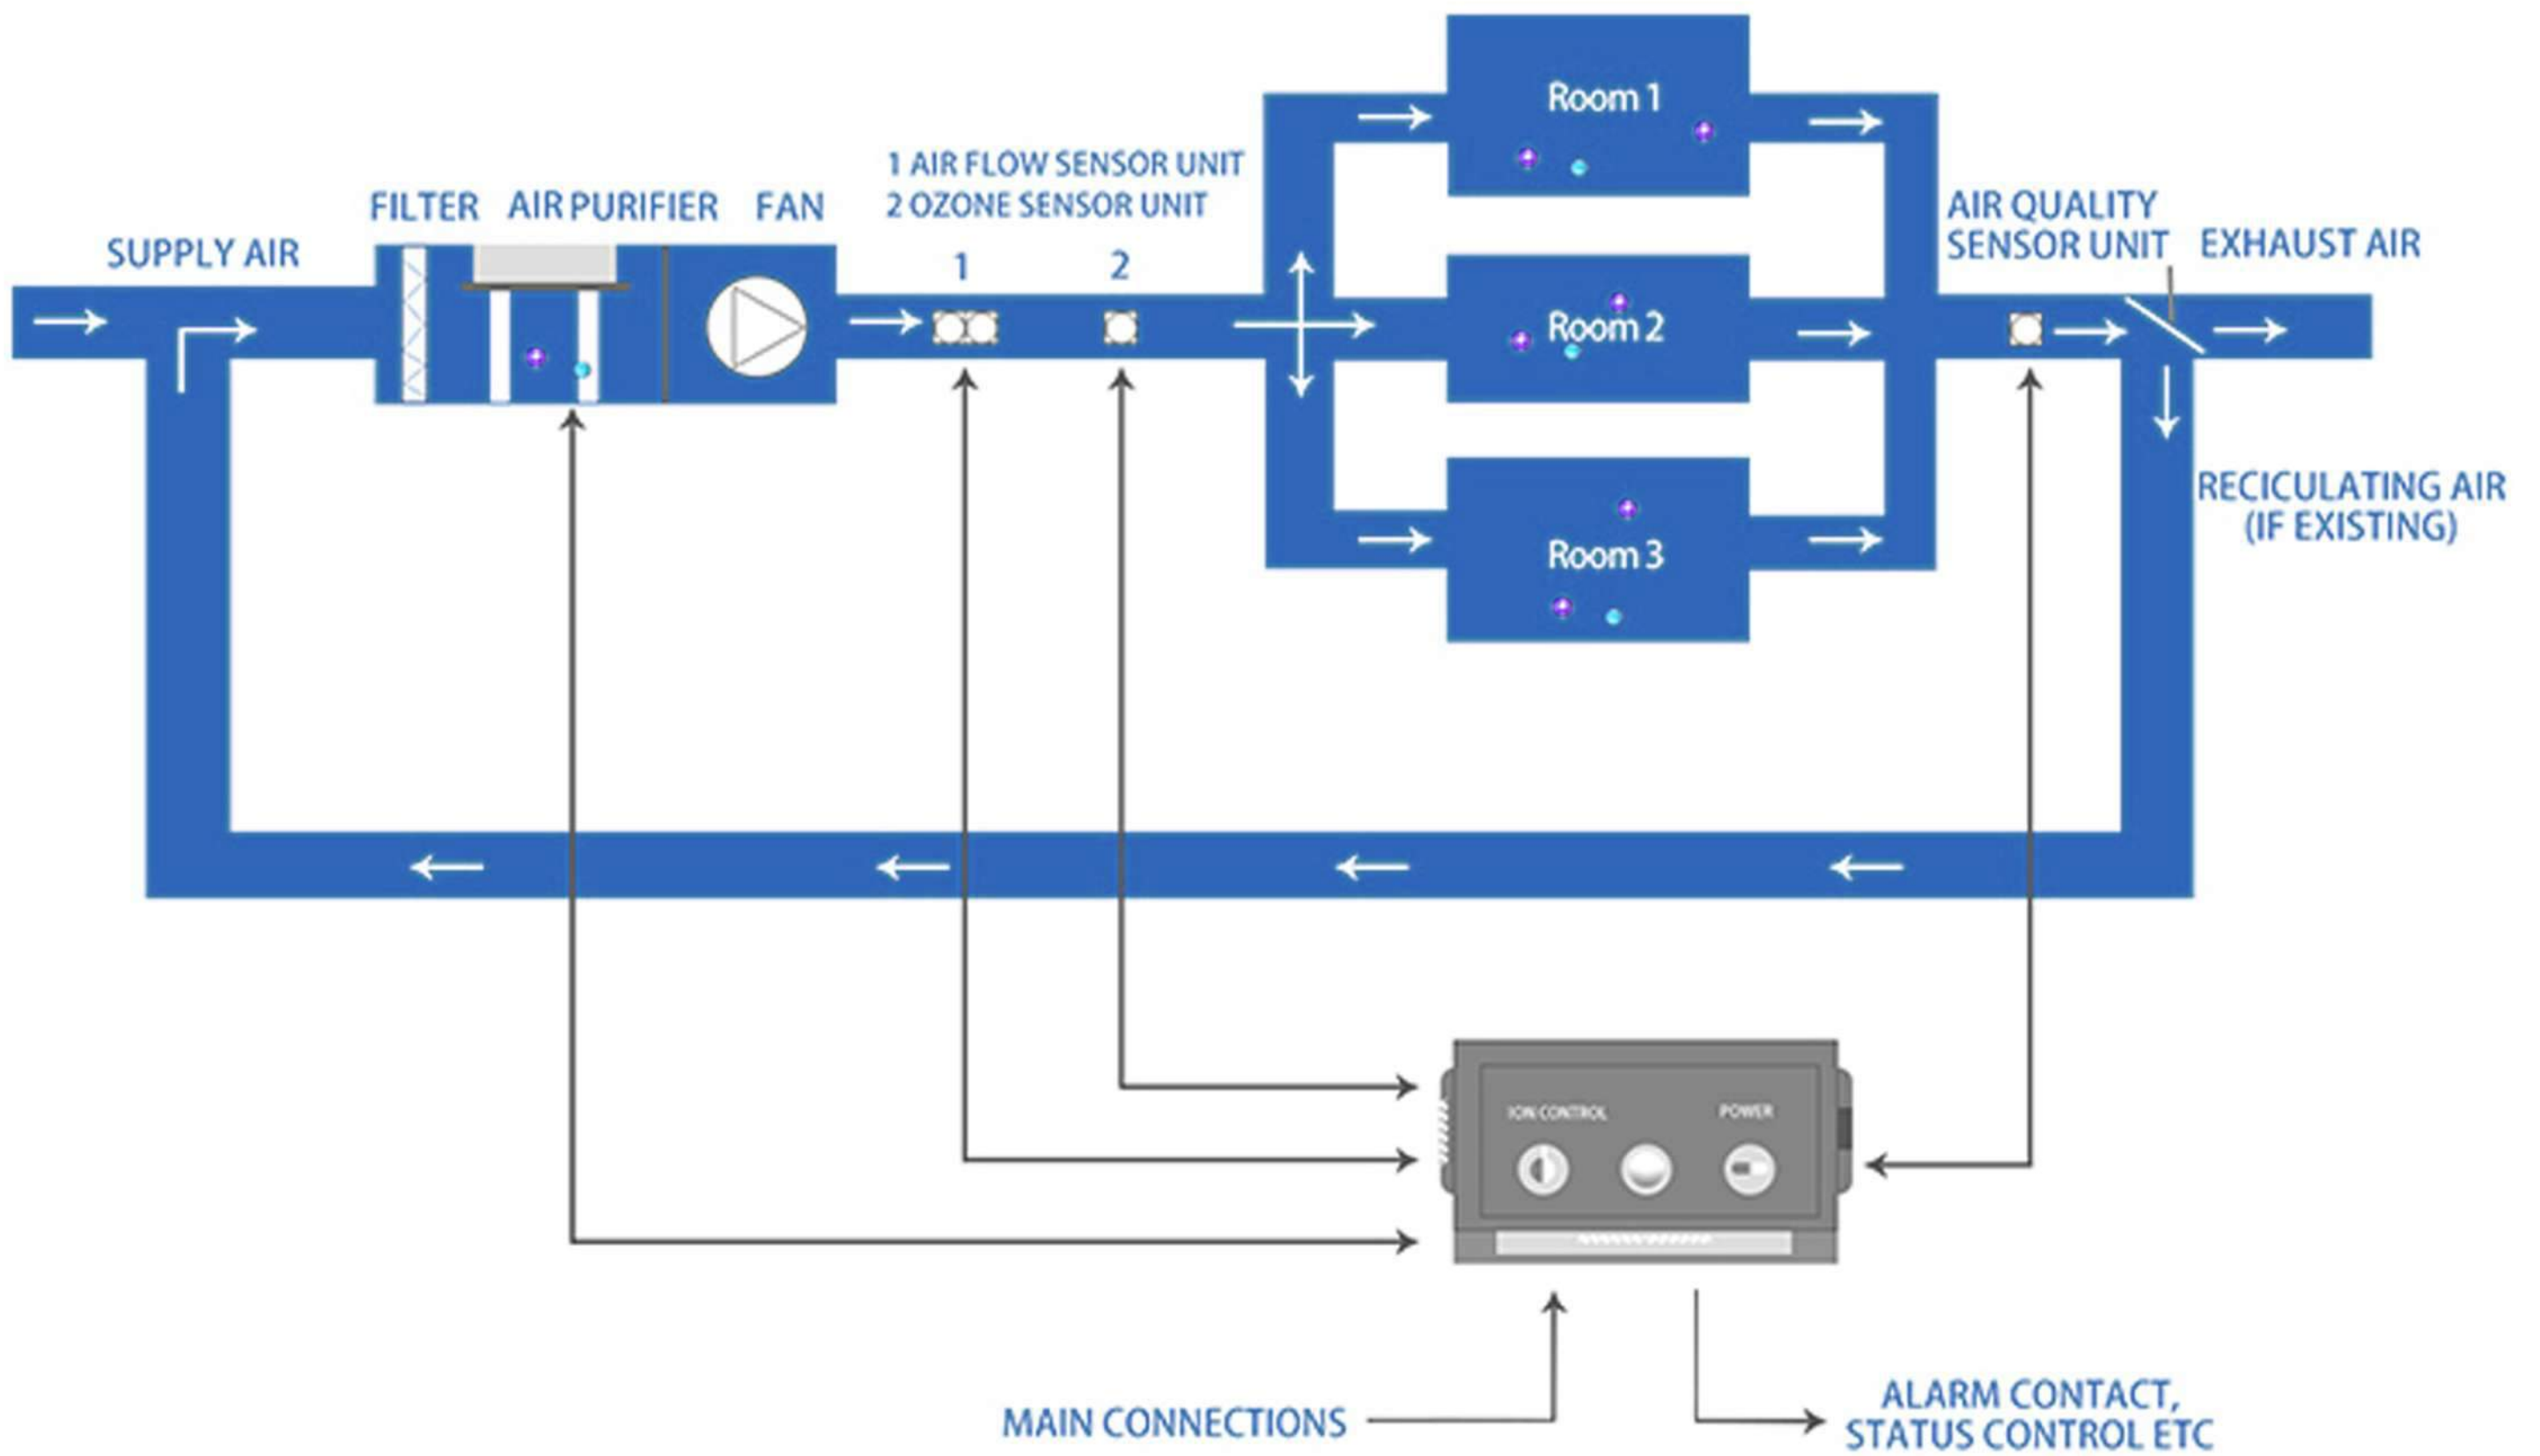 1 AIR FLOW SENSOR UNIT
2 OZONE SENSOR UNIT
SUPPLY AIR
FILTER
AIR PURIFIER
FAN
1
2
Room 1
Room 2
Room 3
AIR QUALITY
SENSOR UNIT
EXHAUST AIR
RECICULATING AIR
(IF EXISTING)
ION CONTROL
POWER
MAIN CONNECTIONS
ALARM CONTACT,
STATUS CONTROL ETC